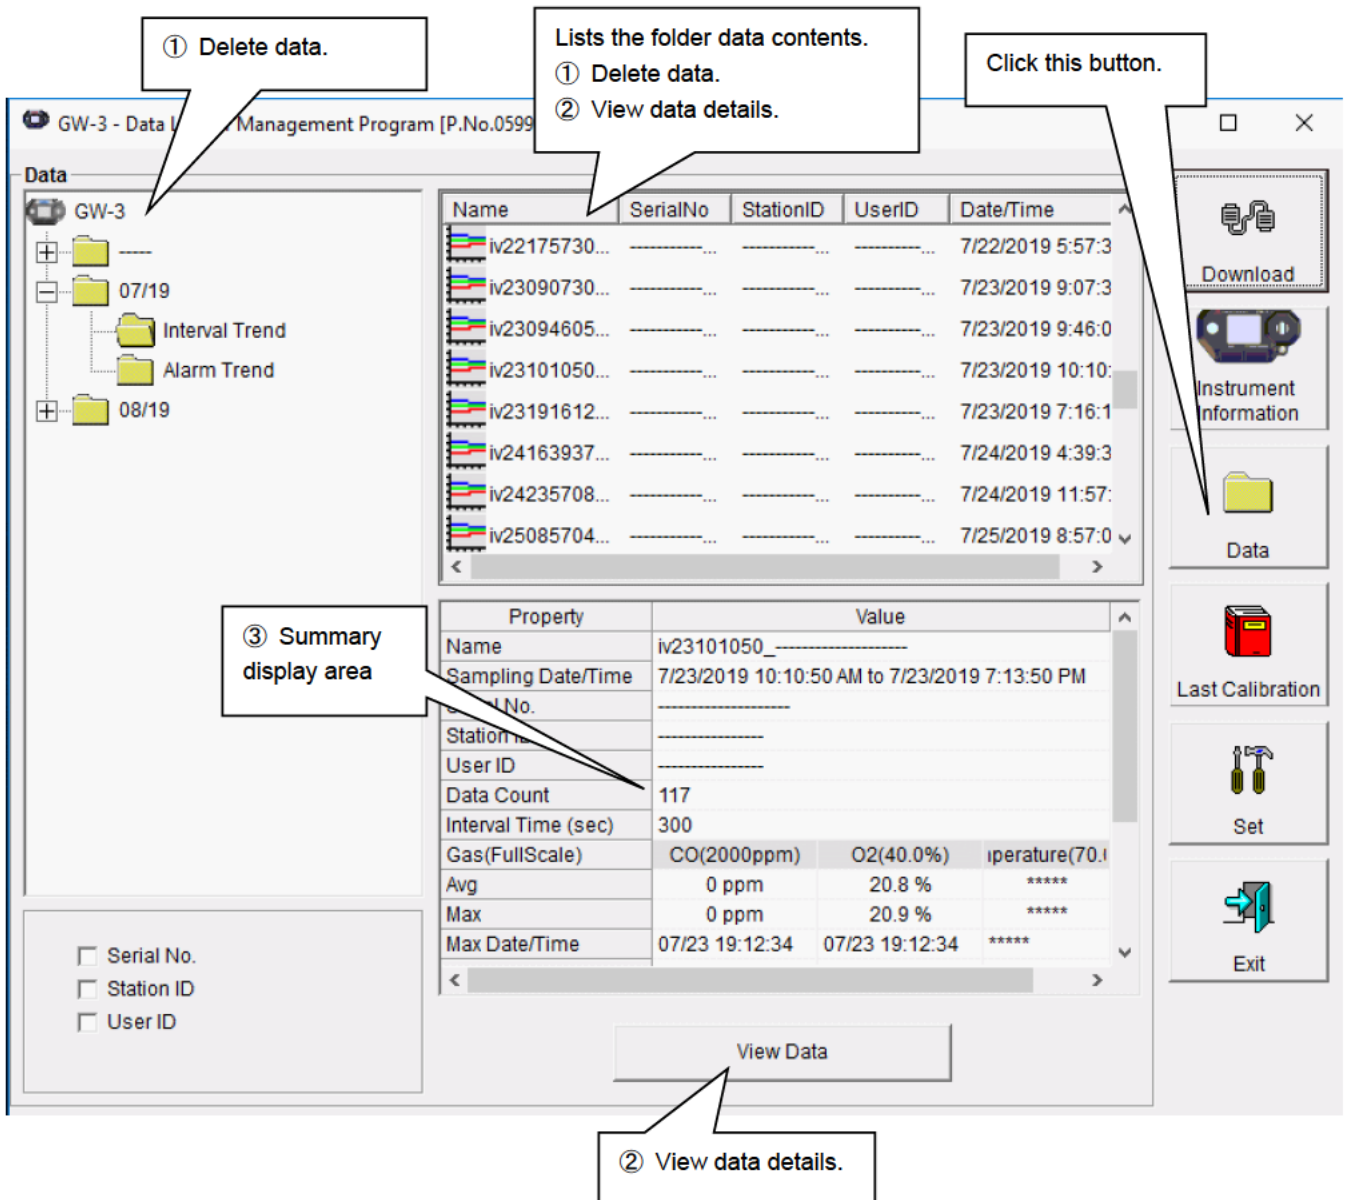 ① Delete data.
Lists the folder data contents.
① Delete data.
② View data details.
Click this button.
GW-3 - Data L Management Program [P.No.0599
Data
GW-3
-----
07/19
Interval Trend
Alarm Trend
08/19
Name SerialNo StationID UserID Date/Time
iv22175730... -----------... -----------... ----------... 7/22/2019 5:57:3
iv23090730... -----------... -----------... ----------... 7/23/2019 9:07:3
iv23094605... -----------... -----------... ----------... 7/23/2019 9:46:0
iv23101050... -----------... -----------... ----------... 7/23/2019 10:10:
iv23191612... -----------... -----------... ----------... 7/23/2019 7:16:1
iv24163937... -----------... -----------... ----------... 7/24/2019 4:39:3
iv24235708... -----------... -----------... ----------... 7/24/2019 11:57:
iv25085704... -----------... -----------... ----------... 7/25/2019 8:57:0
Download
Instrument
Information
Data
Last Calibration
Set
Exit
③ Summary
display area
Property Value
Name iv23101050_--------------------
Sampling Date/Time 7/23/2019 10:10:50 AM to 7/23/2019 7:13:50 PM
No. --------------------
Station ----------------
User ID ----------------
Data Count 117
Interval Time (sec) 300
Gas(FullScale) CO(2000ppm) O2(40.0%) perature(70.
Avg 0 ppm 20.8 % *****
Max 0 ppm 20.9 % *****
Max Date/Time 07/23 19:12:34 07/23 19:12:34 *****
Serial No.
Station ID
User ID
View Data
② View data details.